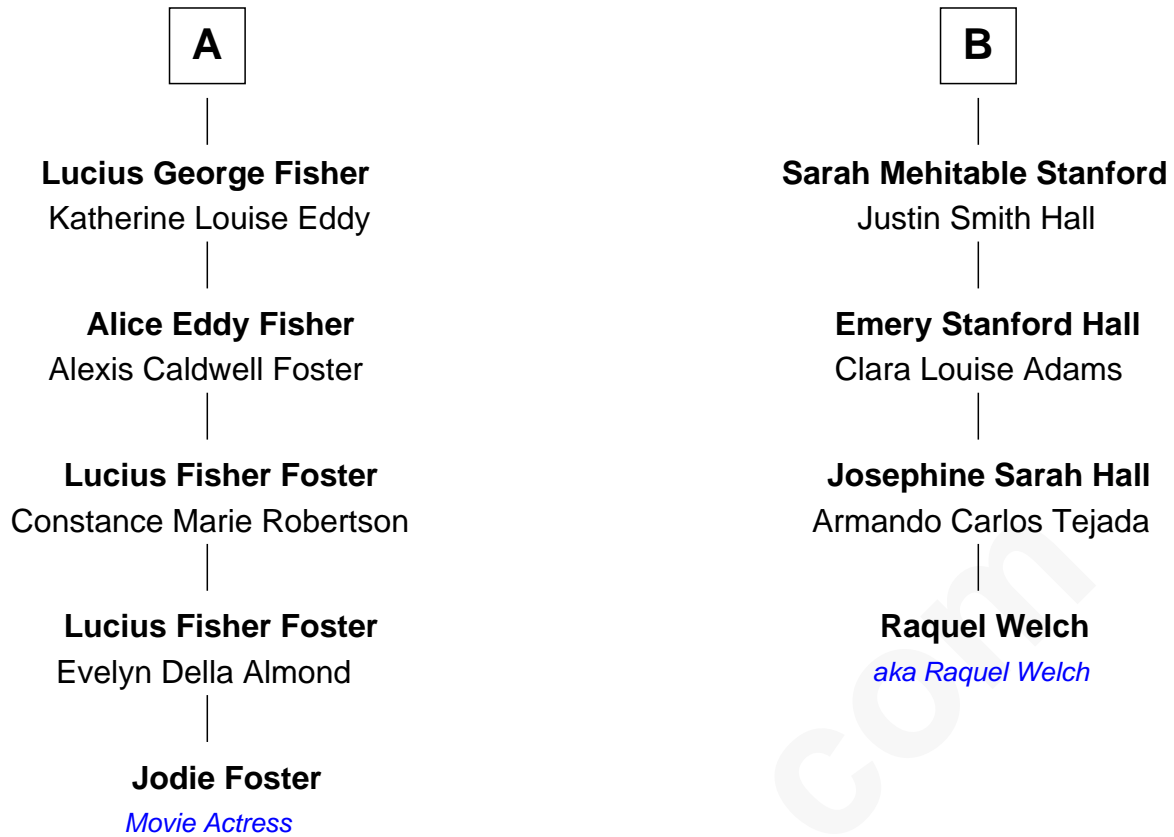 A
Lucius George Fisher
Katherine Louise Eddy
Alice Eddy Fisher
Alexis Caldwell Foster
Lucius Fisher Foster
Constance Marie Robertson
Lucius Fisher Foster
Evelyn Della Almond
Jodie Foster
Movie Actress
B
Sarah Mehitable Stanford
Justin Smith Hall
Emery Stanford Hall
Clara Louise Adams
Josephine Sarah Hall
Armando Carlos Tejada
Raquel Welch
aka Raquel Welch
com